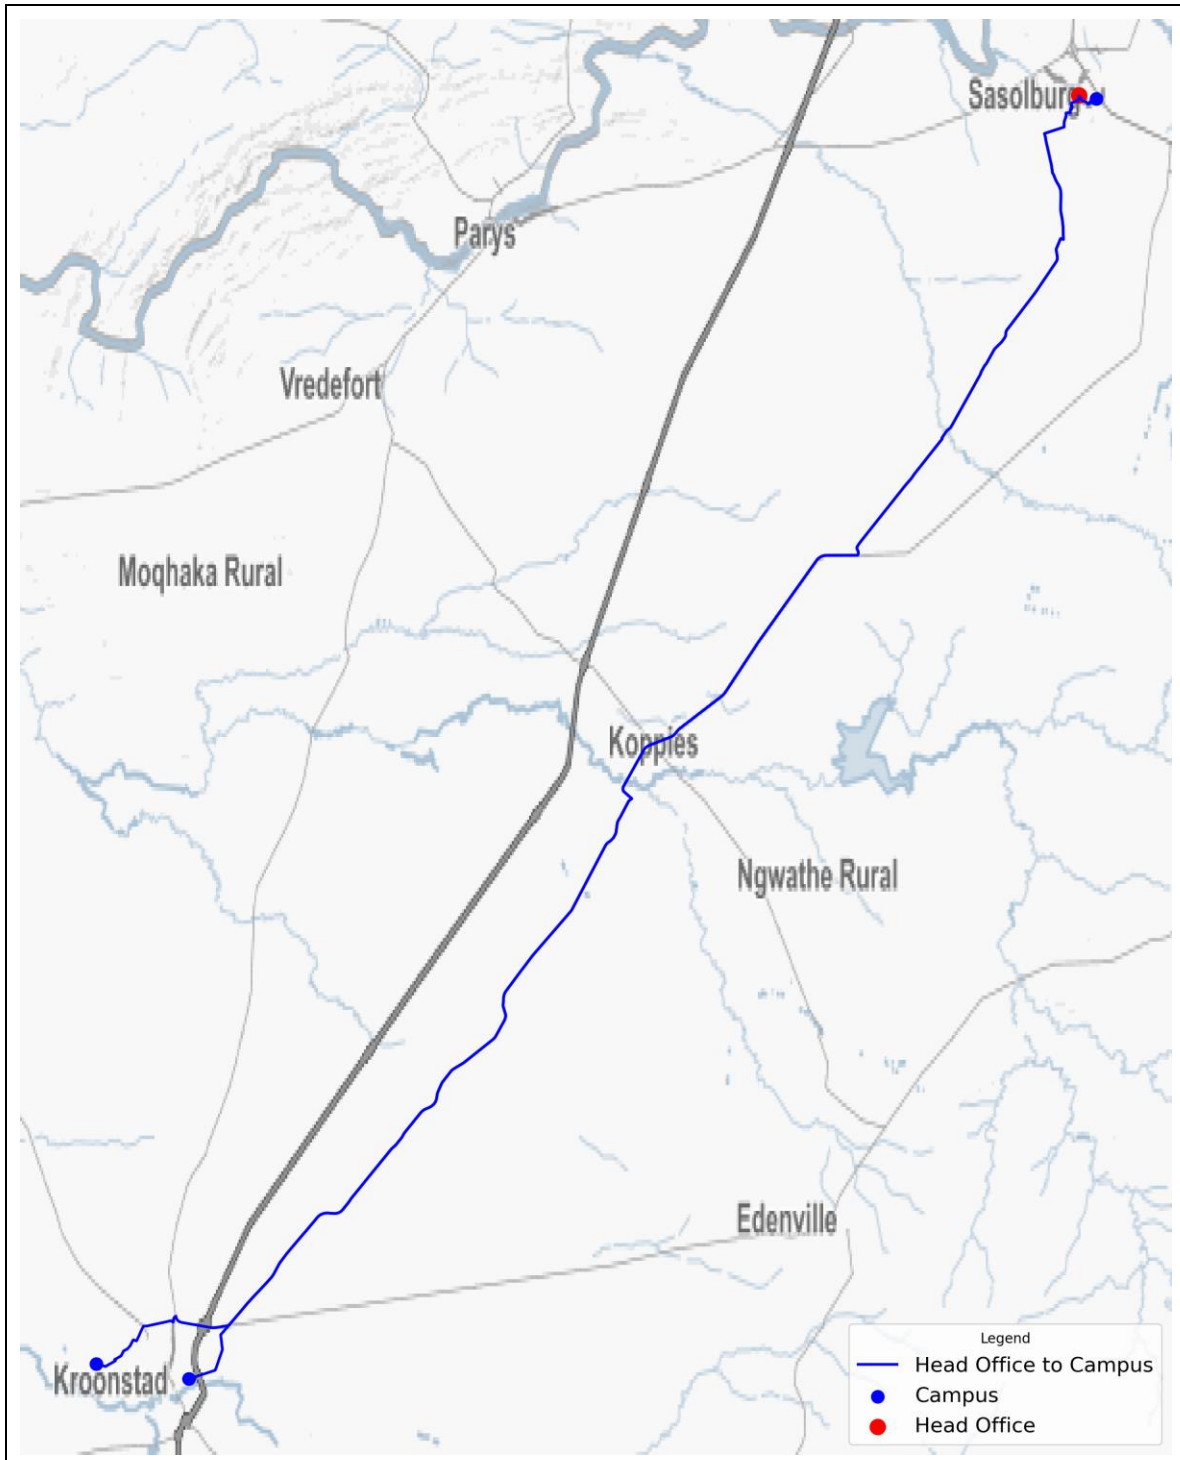 Sasolburg
Parys
Vredefort
Moqhaka Rural
Koppies
Ngwathe Rural
Edenville
Kroonstad
Legend
Head Office to Campus
Campus
Head Office